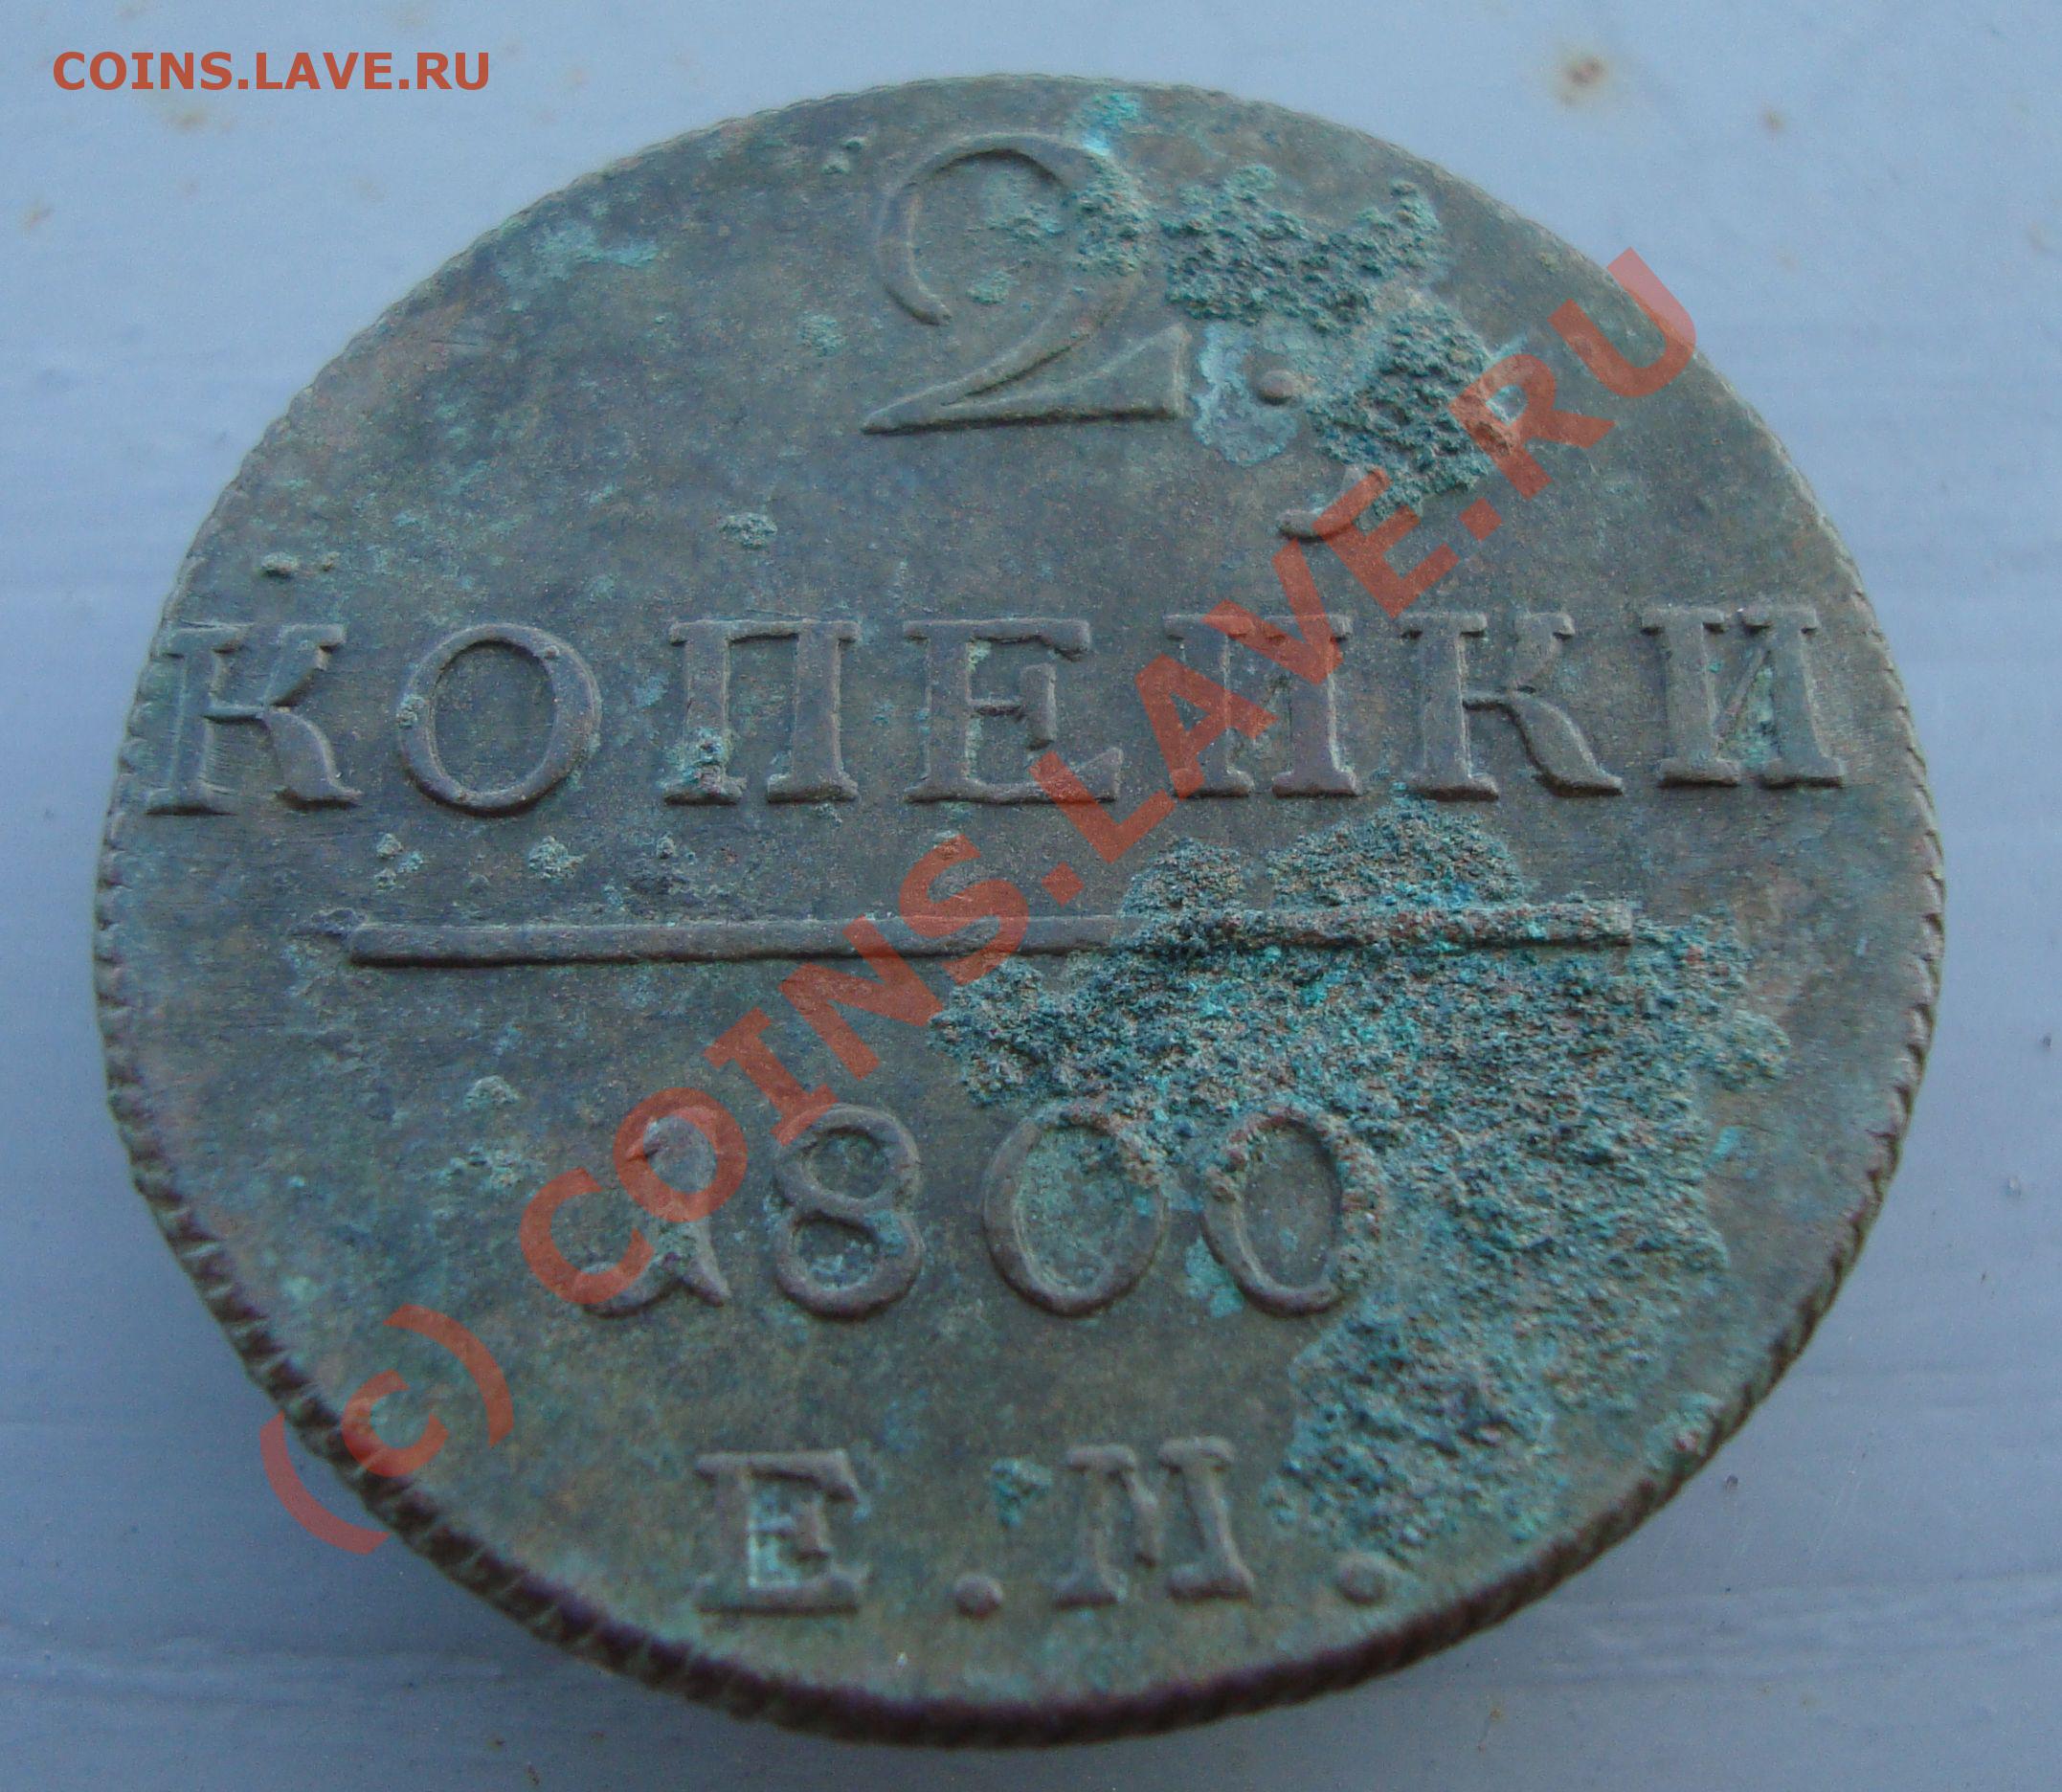 COINS.LAVE.RU
2.
КОПЕЙКИ
1800
Е.М.
(c) COINS.LAVE.RU